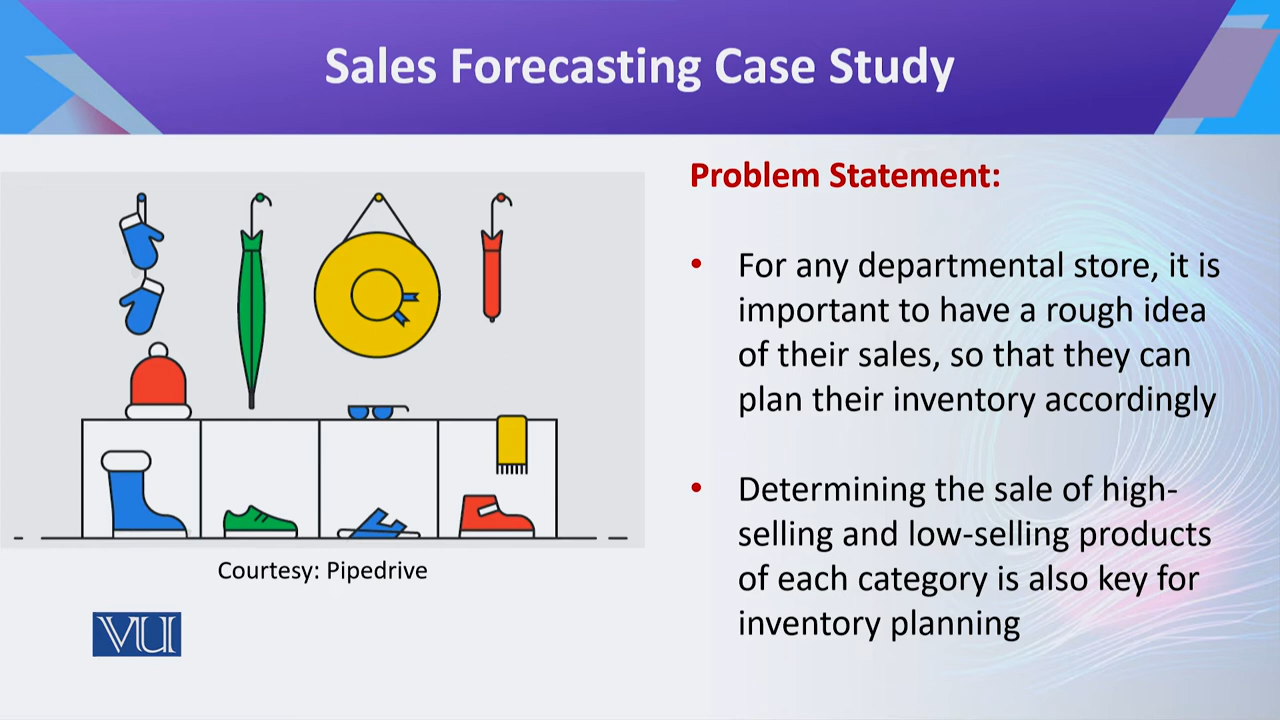 Sales Forecasting Case Study
Problem Statement:
• For any departmental store, it is
important to have a rough idea
of their sales, so that they can
plan their inventory accordingly
• Determining the sale of high-
selling and low-selling products
of each category is also key for
inventory planning
Courtesy: Pipedrive
VU